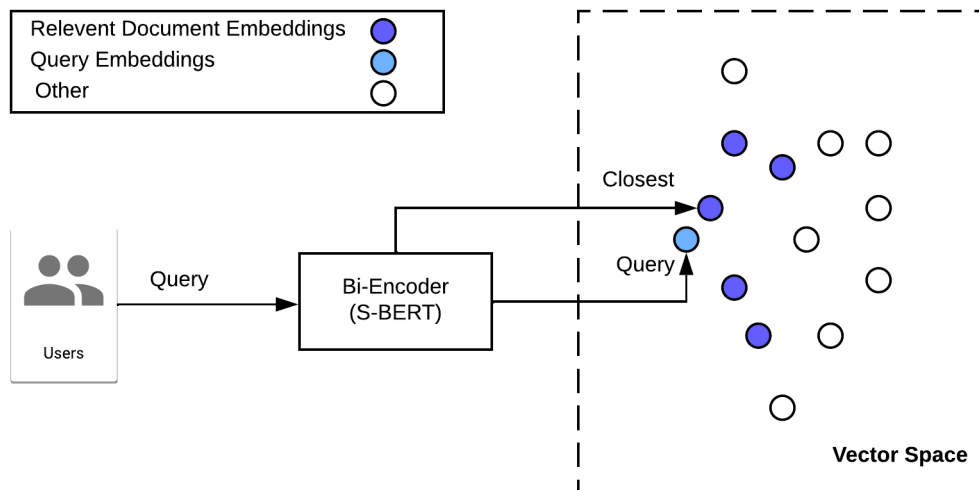 Relevent Document Embeddings
Query Embeddings
Other
Closest
Query
Query
Bi-Encoder
(S-BERT)
Users
Vector Space